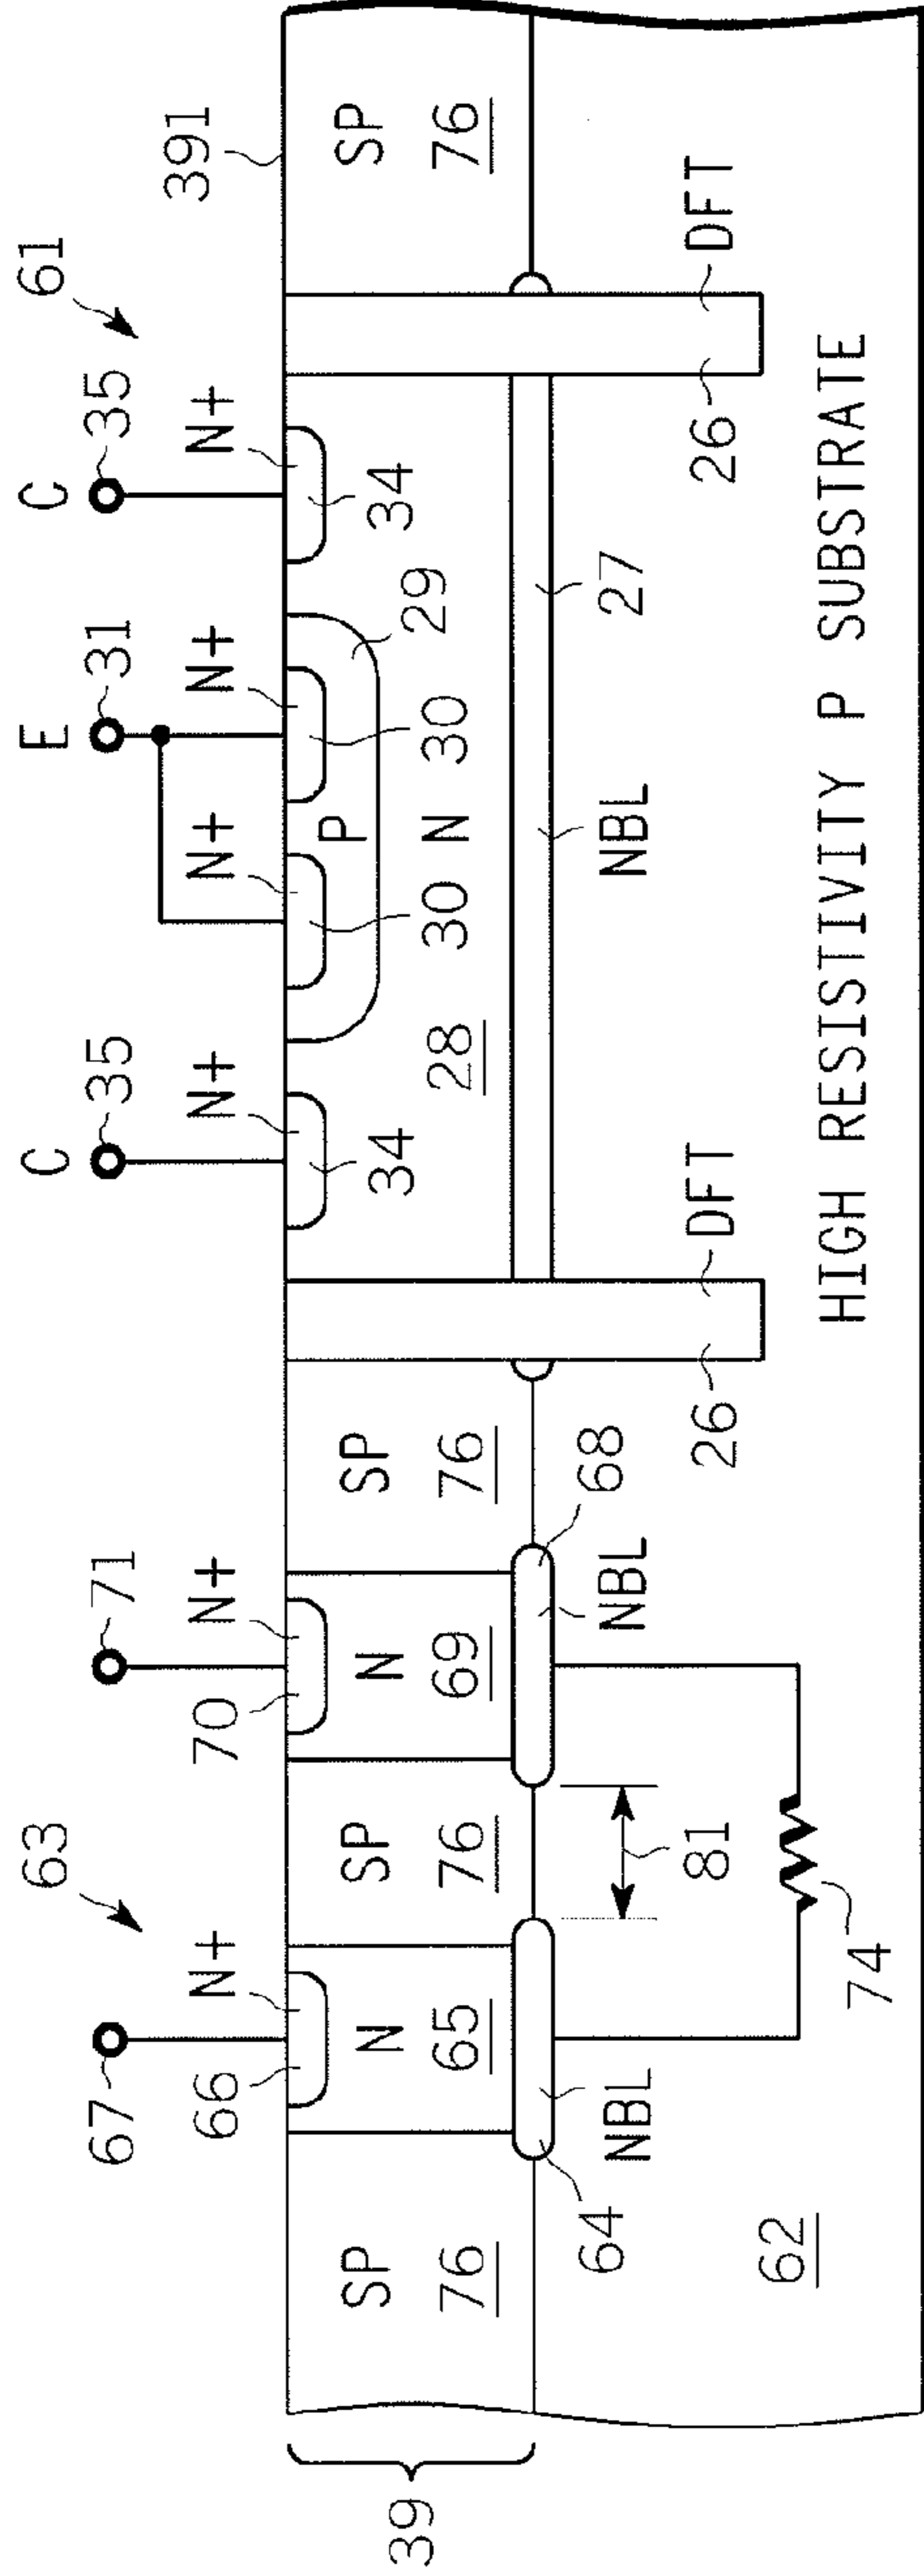 C E C 61
67 63 71 35 31 35 391
N+ N+ N+ N+ N+ N+
66 70
SP N SP N SP 34 P 34 SP
76 65 76 69 76 28 30 N 30 29 76
39
64 NBL 81 NBL 68 NBL 27
74 26 DFT 26 DFT
62
HIGH RESISTIVITY P SUBSTRATE